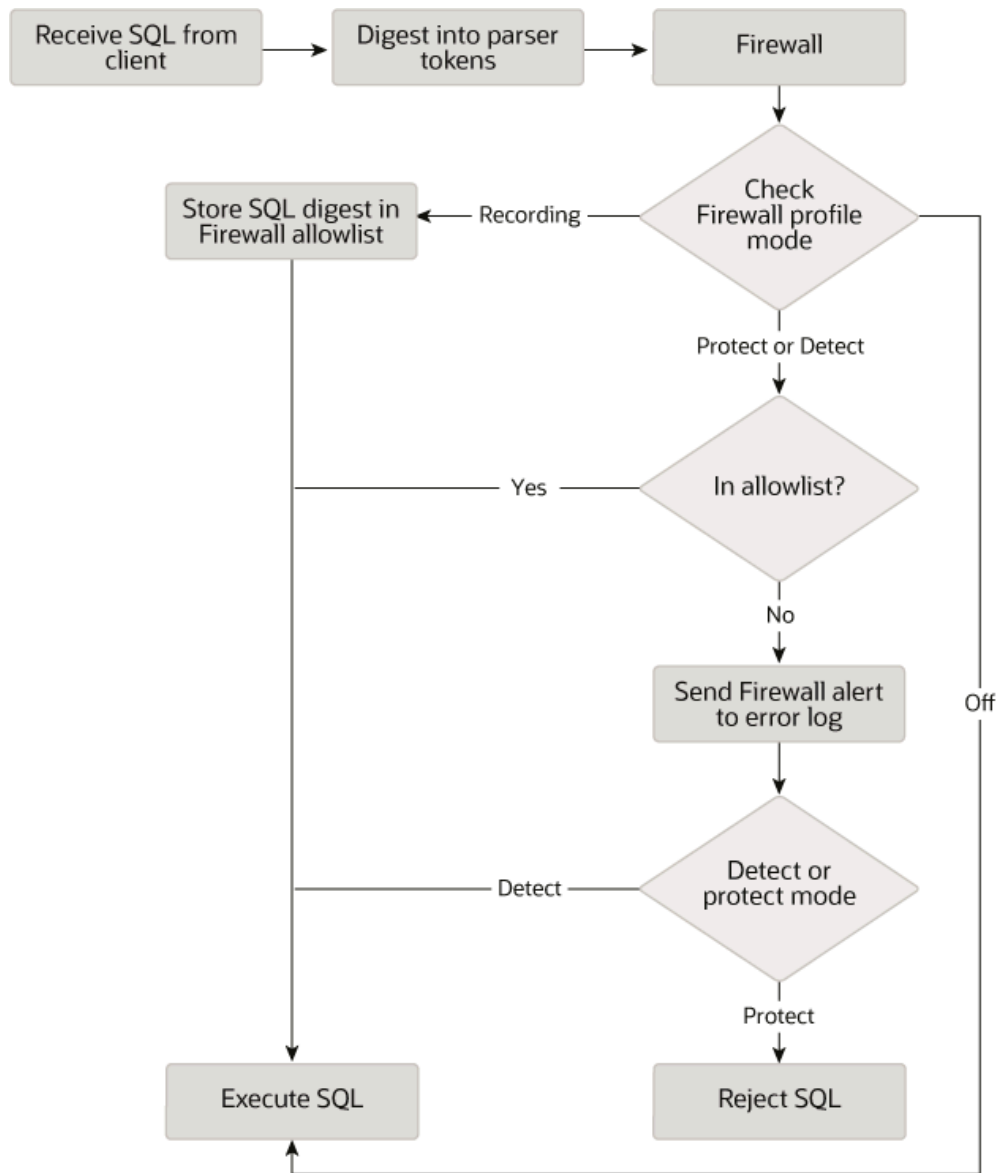 Receive SQL from
client
Digest into parser
tokens
Firewall
Check
Firewall profile
mode
Recording
Store SQL digest in
Firewall allowlist
Protect or Detect
In allowlist?
Yes
No
Send Firewall alert
to error log
Off
Detect or
protect mode
Detect
Protect
Execute SQL
Reject SQL